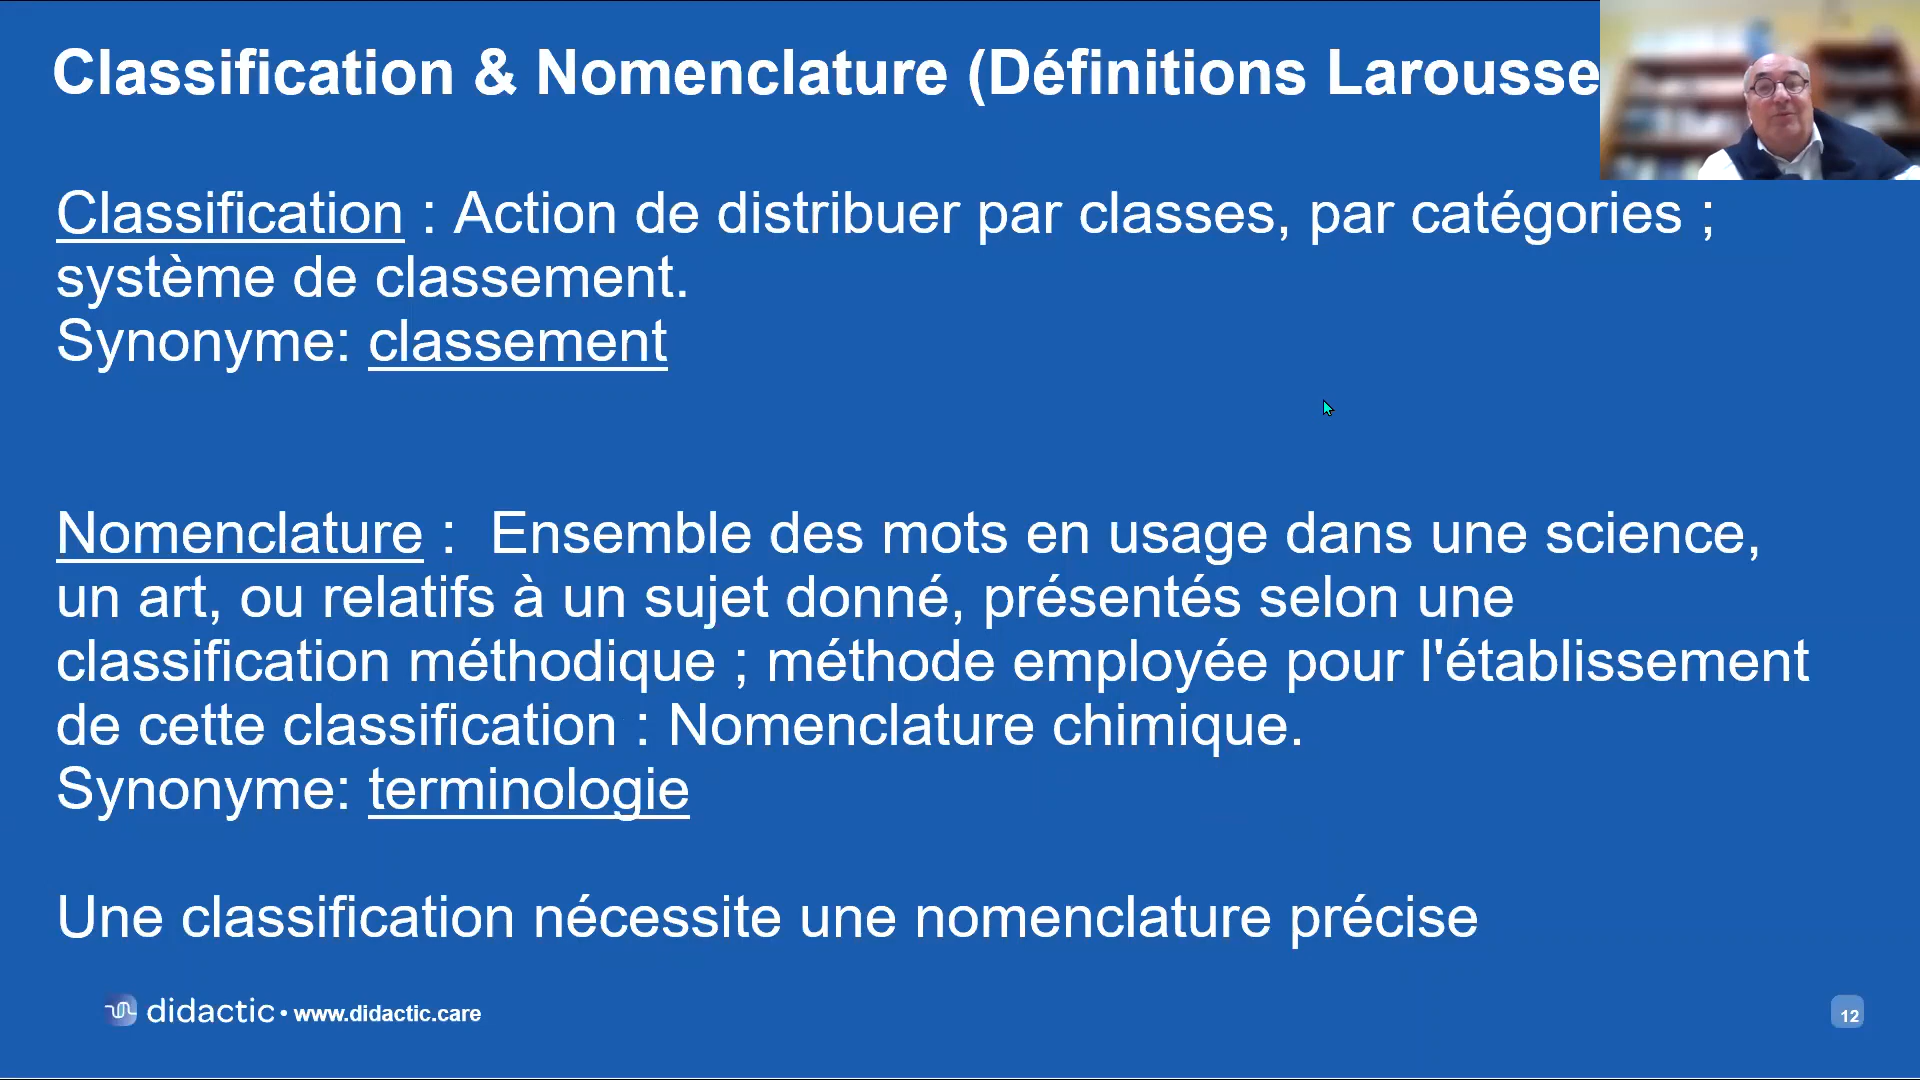 Classification & Nomenclature (Définitions Larousse
Classification : Action de distribuer par classes, par catégories ;
système de classement.
Synonyme: classement
Nomenclature :  Ensemble des mots en usage dans une science,
un art, ou relatifs à un sujet donné, présentés selon une
classification méthodique ; méthode employée pour l'établissement
de cette classification : Nomenclature chimique.
Synonyme: terminologie
Une classification nécessite une nomenclature précise
didactic • www.didactic.care
12